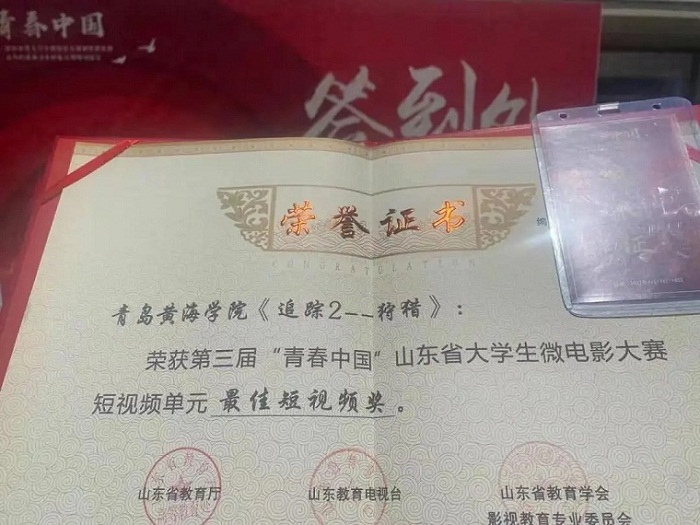 青春中国
签到处
荣誉证书
CONGRATULATION
青岛黄海学院《追踪2--狩猎》：
荣获第三届“青春中国”山东省大学生微电影大赛
短视频单元 最佳短视频奖。
山东省教育厅
山东教育电视台
山东省教育学会
影视教育专业委员会